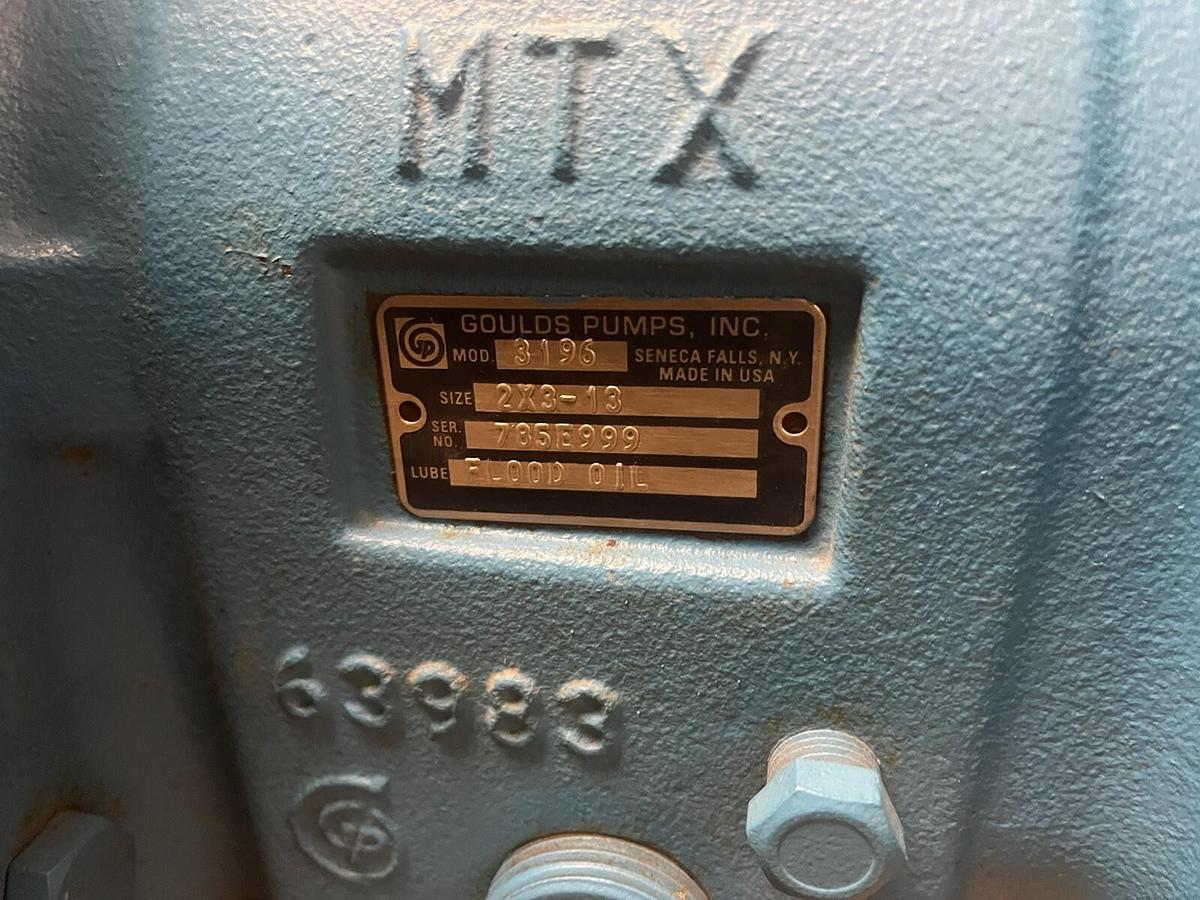 MTX
GOULDS PUMPS, INC.
MOD. 3196 SENECA FALLS, N.Y.
MADE IN USA
SIZE 2X3-13
SER. NO. 785E999
LUBE FLOOD OIL
63983